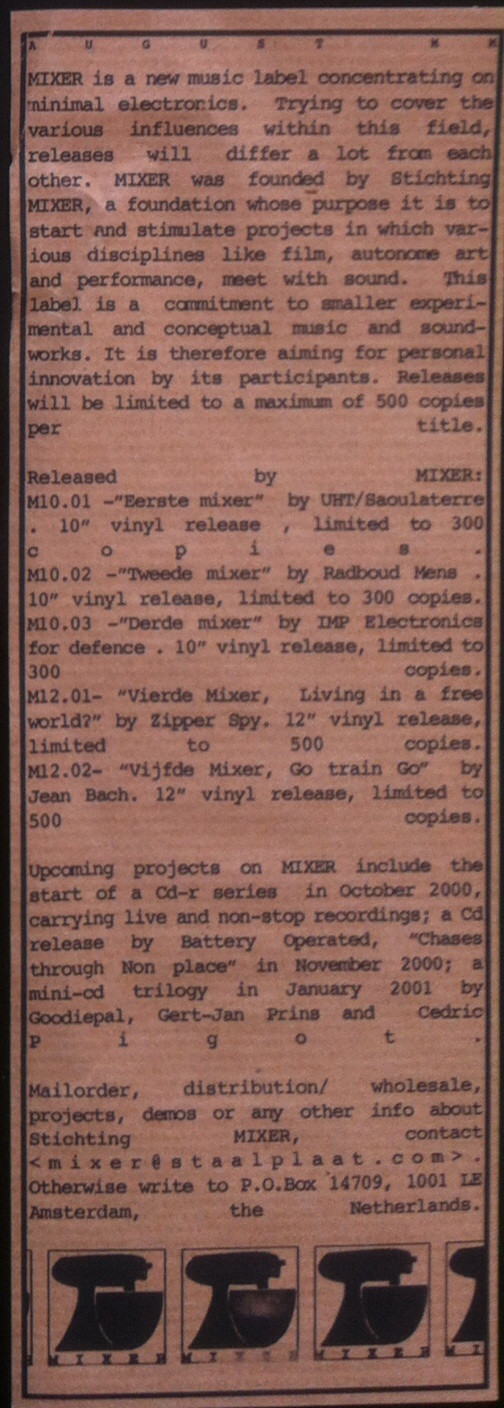 A U G U S T M M
MIXER is a new music label concentrating on
minimal electronics. Trying to cover the
various influences within this field,
releases will differ a lot from each
other. MIXER was founded by Stichting
MIXER, a foundation whose purpose it is to
start and stimulate projects in which var-
ious disciplines like film, autonome art
and performance, meet with sound. This
label is a commitment to smaller experi-
mental and conceptual music and sound-
works. It is therefore aiming for personal
innovation by its participants. Releases
will be limited to a maximum of 500 copies
per title.
Released by MIXER:
M10.01 -"Eerste mixer" by UHT/Saoulaterre
. 10" vinyl release , limited to 300
c o p i e s .
M10.02 -"Tweede mixer" by Radboud Mens .
10" vinyl release, limited to 300 copies.
M10.03 -"Derde mixer" by IMP Electronics
for defence . 10" vinyl release, limited to
300 copies.
M12.01- "Vierde Mixer, Living in a free
world?" by Zipper Spy. 12" vinyl release,
limited to 500 copies.
M12.02- "Vijfde Mixer, Go train Go" by
Jean Bach. 12" vinyl release, limited to
500 copies.
Upcoming projects on MIXER include the
start of a Cd-r series in October 2000,
carrying live and non-stop recordings; a Cd
release by Battery Operated, "Chases
through Non place" in November 2000; a
mini-cd trilogy in January 2001 by
Goodiepal, Gert-Jan Prins and Cedric
P i g o t .
Mailorder, distribution/ wholesale,
projects, demos or any other info about
Stichting MIXER, contact
<mixer@staalplaat.com>.
Otherwise write to P.O.Box 14709, 1001 LE
Amsterdam, the Netherlands.
M I X E R M I X E R M I X E R M I